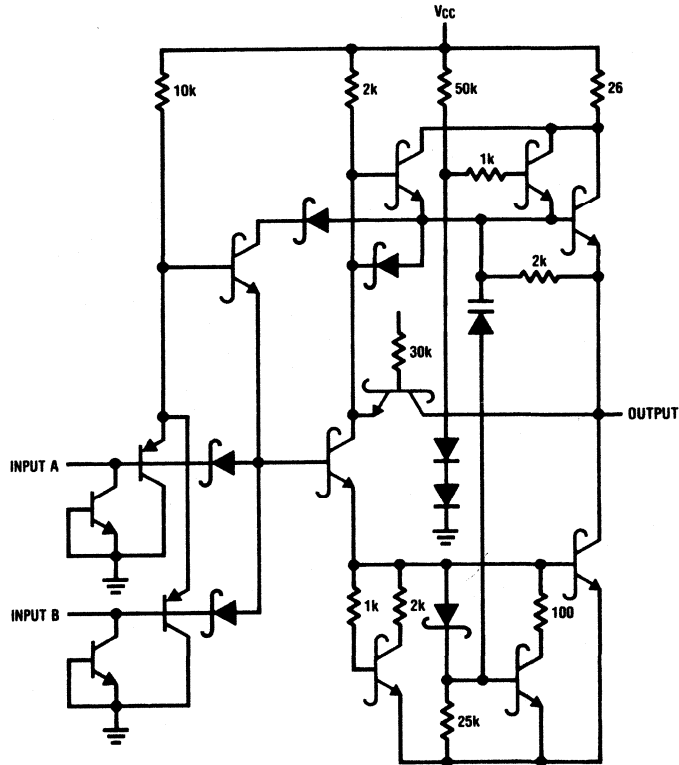 VCC
10k
2k
50k
26
1k
2k
30k
OUTPUT
INPUT A
INPUT B
1k
2k
100
25k